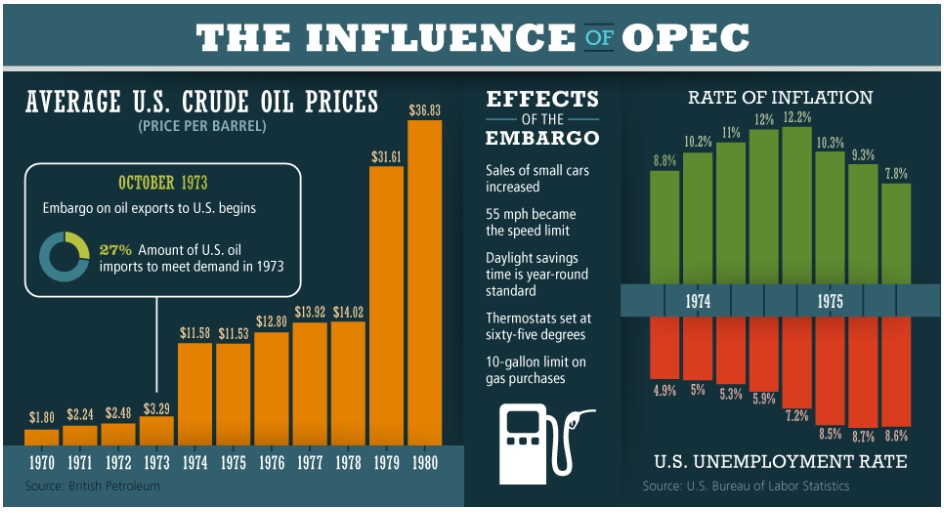 THE INFLUENCE OF OPEC
AVERAGE U.S. CRUDE OIL PRICES
(PRICE PER BARREL)
OCTOBER 1973
Embargo on oil exports to U.S. begins
27% Amount of U.S. oil
imports to meet demand in 1973
$1.80
$2.24
$2.48
$3.29
$11.58
$11.53
$12.80
$13.92
$14.02
$31.61
$36.83
1970 1971 1972 1973 1974 1975 1976 1977 1978 1979 1980
Source: British Petroleum
EFFECTS
OF THE
EMBARGO
Sales of small cars
increased
55 mph became
the speed limit
Daylight savings
time is year-round
standard
Thermostats set at
sixty-five degrees
10-gallon limit on
gas purchases
RATE OF INFLATION
8.8%
10.2%
11%
12%
12.2%
10.3%
9.3%
7.8%
1974 1975
4.9%
5%
5.3%
5.9%
7.2%
8.5%
8.7%
8.6%
U.S. UNEMPLOYMENT RATE
Source: U.S. Bureau of Labor Statistics